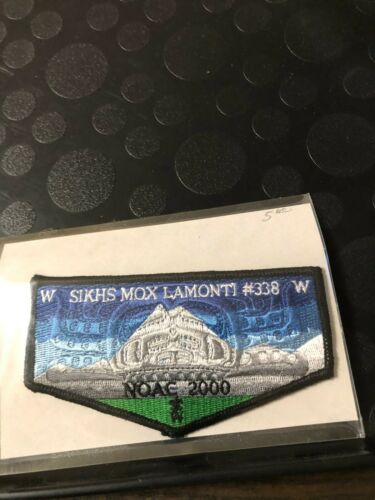 W SIKHS MOX LAMONTI #338 W
NOAC 2000